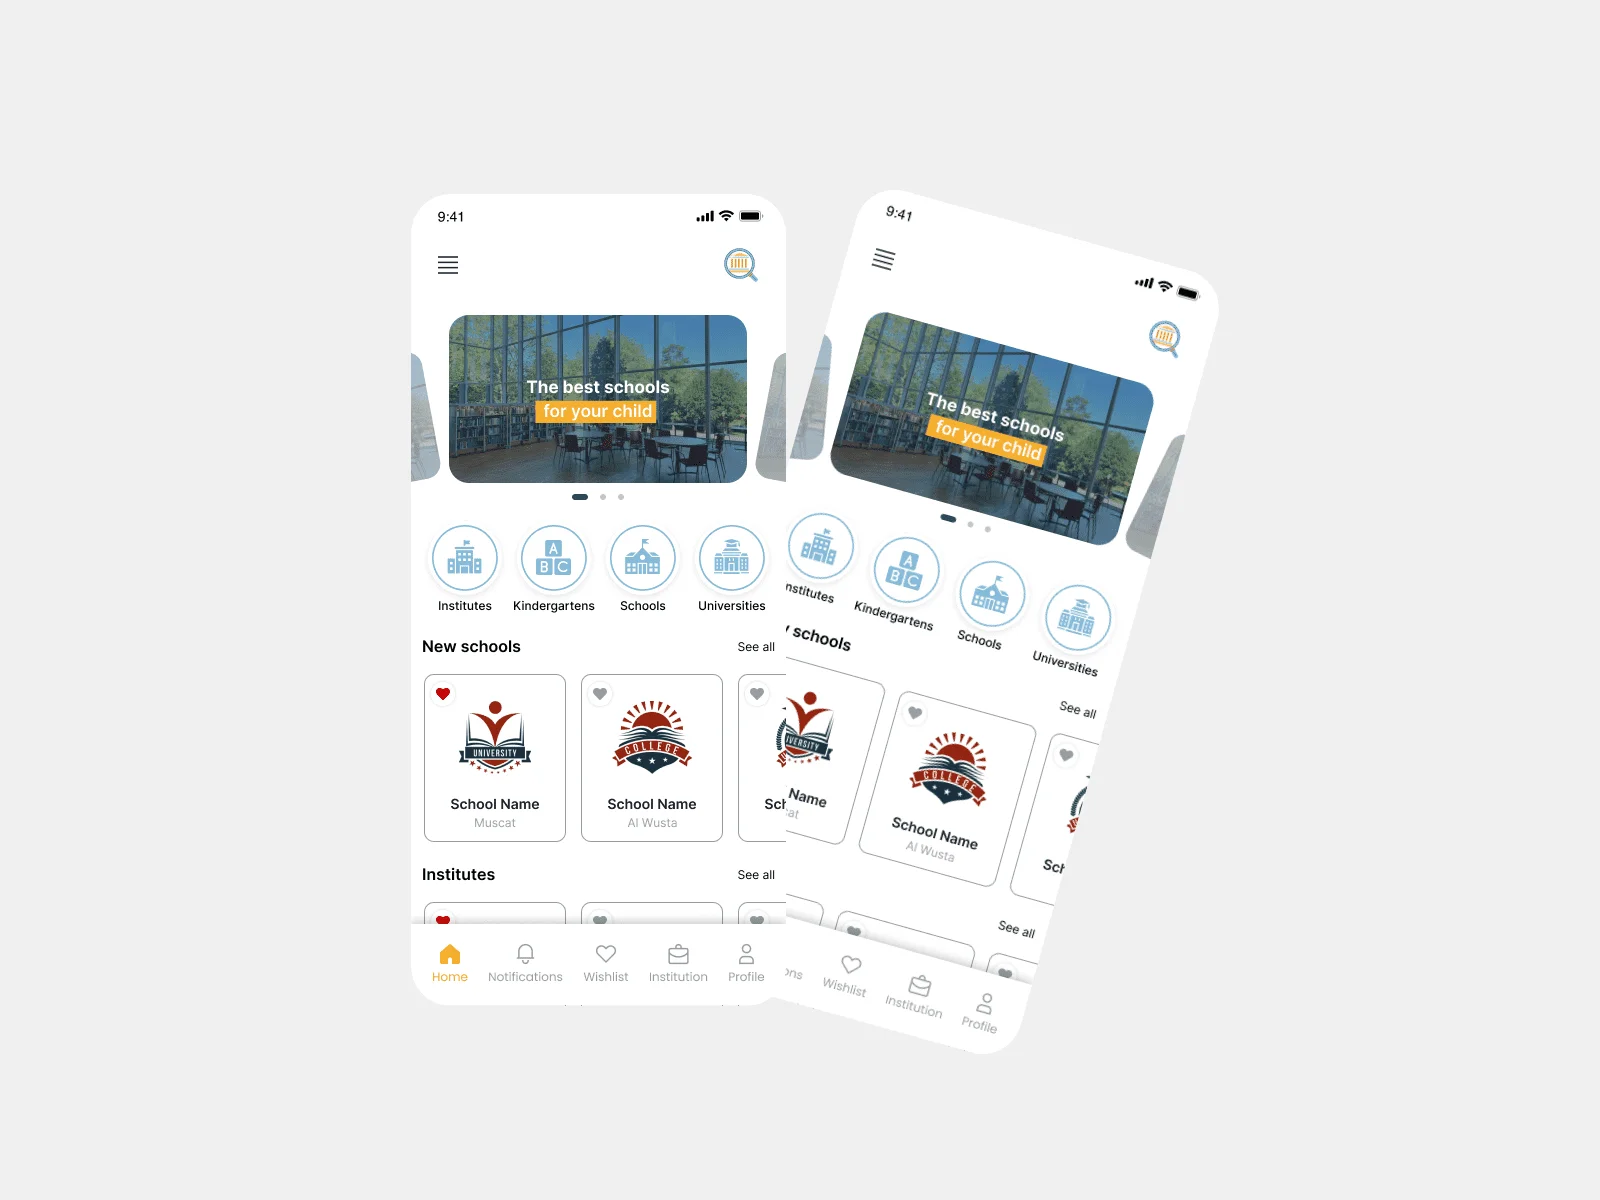 9:41
The best schools
for your child
A
B C
Institutes Kindergartens Schools Universities
New schools See all
UNIVERSITY
COLLEGE
School Name School Name Sch
Muscat Al Wusta
Institutes See all
Home Notifications Wishlist Institution Profile
9:41
The best schools
for your child
A
B C
nstitutes Kindergartens Schools Universities
schools See all
VERSITY
COLLEGE
Name School Name Sch
at Al Wusta
See all
ons Wishlist Institution Profile